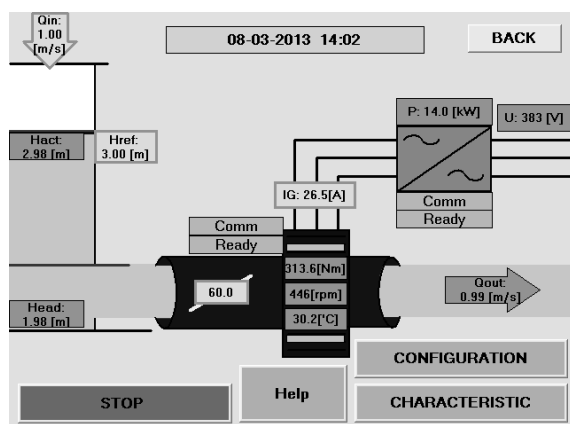 Qin:
1.00
[m/s]
08-03-2013 14:02
BACK
P: 14.0 [kW]
U: 383 [V]
Hact:
2.98 [m]
Href:
3.00 [m]
IG: 26.5[A]
Comm
Ready
Comm
Ready
313.6[Nm]
60.0
446[rpm]
30.2[°C]
Qout:
0.99 [m/s]
Head:
1.98 [m]
CONFIGURATION
STOP
Help
CHARACTERISTIC